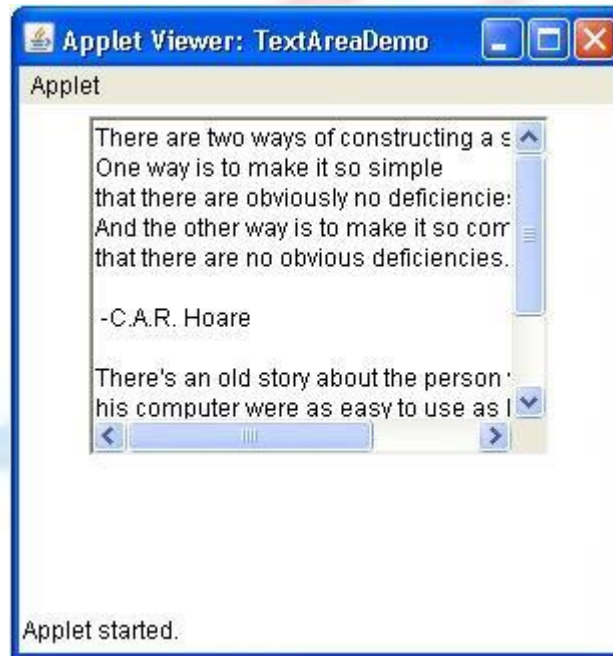 Applet Viewer: TextAreaDemo
Applet
There are two ways of constructing a
One way is to make it so simple
that there are obviously no
And the other way is to make it so
that there are no obvious deficiencies.
-C.A.R. Hoare
There's an old story about the person
his computer were as easy to use as
Applet started.